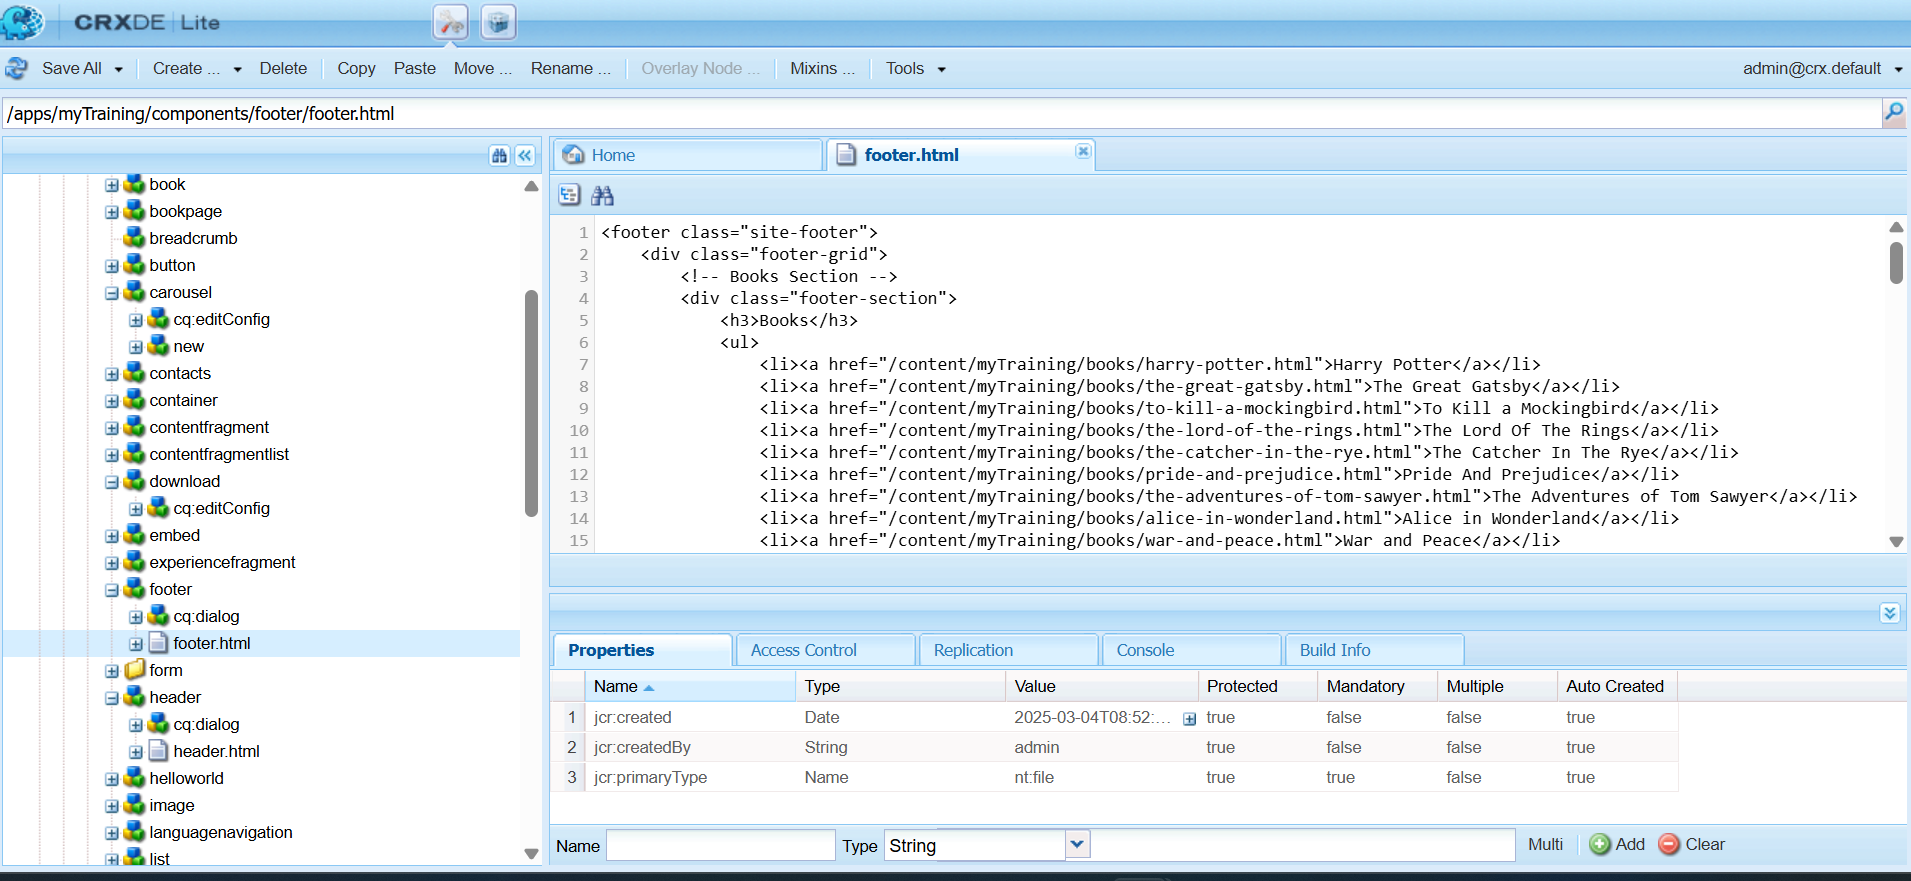 CRXDE | Lite
Save All Create ... Delete Copy Paste Move ... Rename ... Overlay Node ... Mixins ... Tools admin@crx.default
/apps/myTraining/components/footer/footer.html
book
bookpage
breadcrumb
button
carousel
cq:editConfig
new
contacts
container
contentfragment
contentfragmentlist
download
cq:editConfig
embed
experiencefragment
footer
cq:dialog
footer.html
form
header
cq:dialog
header.html
helloworld
image
languagenavigation
list
Home footer.html
1 <footer class="site-footer">
2 <div class="footer-grid">
3 <!-- Books Section -->
4 <div class="footer-section">
5 <h3>Books</h3>
6 <ul>
7 <li><a href="/content/myTraining/books/harry-potter.html">Harry Potter</a></li>
8 <li><a href="/content/myTraining/books/the-great-gatsby.html">The Great Gatsby</a></li>
9 <li><a href="/content/myTraining/books/to-kill-a-mockingbird.html">To Kill a Mockingbird</a></li>
10 <li><a href="/content/myTraining/books/the-lord-of-the-rings.html">The Lord Of The Rings</a></li>
11 <li><a href="/content/myTraining/books/the-catcher-in-the-rye.html">The Catcher In The Rye</a></li>
12 <li><a href="/content/myTraining/books/pride-and-prejudice.html">Pride And Prejudice</a></li>
13 <li><a href="/content/myTraining/books/the-adventures-of-tom-sawyer.html">The Adventures of Tom Sawyer</a></li>
14 <li><a href="/content/myTraining/books/alice-in-wonderland.html">Alice in Wonderland</a></li>
15 <li><a href="/content/myTraining/books/war-and-peace.html">War and Peace</a></li>
Properties Access Control Replication Console Build Info
Name Type Value Protected Mandatory Multiple Auto Created
1 jcr:created Date 2025-03-04T08:52:... true false false true
2 jcr:createdBy String admin true false false true
3 jcr:primaryType Name nt:file true true false true
Name Type String Multi Add Clear